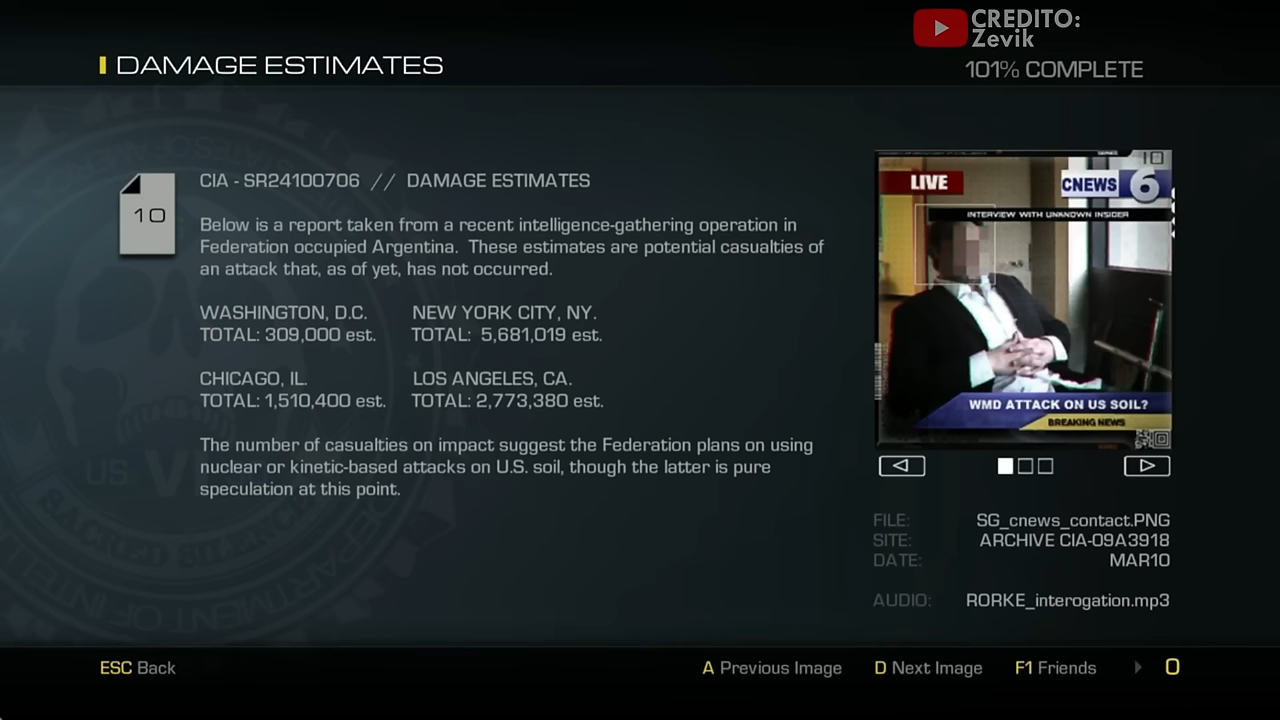 CREDITO:
Zevik
DAMAGE ESTIMATES
101% COMPLETE
10
CIA - SR24100706 // DAMAGE ESTIMATES
Below is a report taken from a recent intelligence-gathering operation in
Federation occupied Argentina. These estimates are potential casualties of
an attack that, as of yet, has not occurred.
WASHINGTON, D.C. NEW YORK CITY, NY.
TOTAL: 309,000 est. TOTAL: 5,681,019 est.
CHICAGO, IL. LOS ANGELES, CA.
TOTAL: 1,510,400 est. TOTAL: 2,773,380 est.
The number of casualties on impact suggest the Federation plans on using
nuclear or kinetic-based attacks on U.S. soil, though the latter is pure
speculation at this point.
10
LIVE
CNEWS 6
INTERVIEW WITH UNKNOWN INSIDER
WMD ATTACK ON US SOIL?
BREAKING NEWS
FILE: SG_cnews_contact.PNG
SITE: ARCHIVE CIA-09A3918
DATE: MAR10
AUDIO: RORKE_interogation.mp3
US
DEPARTMENT OF INTEL
ESC Back
A Previous Image D Next Image F1 Friends 0